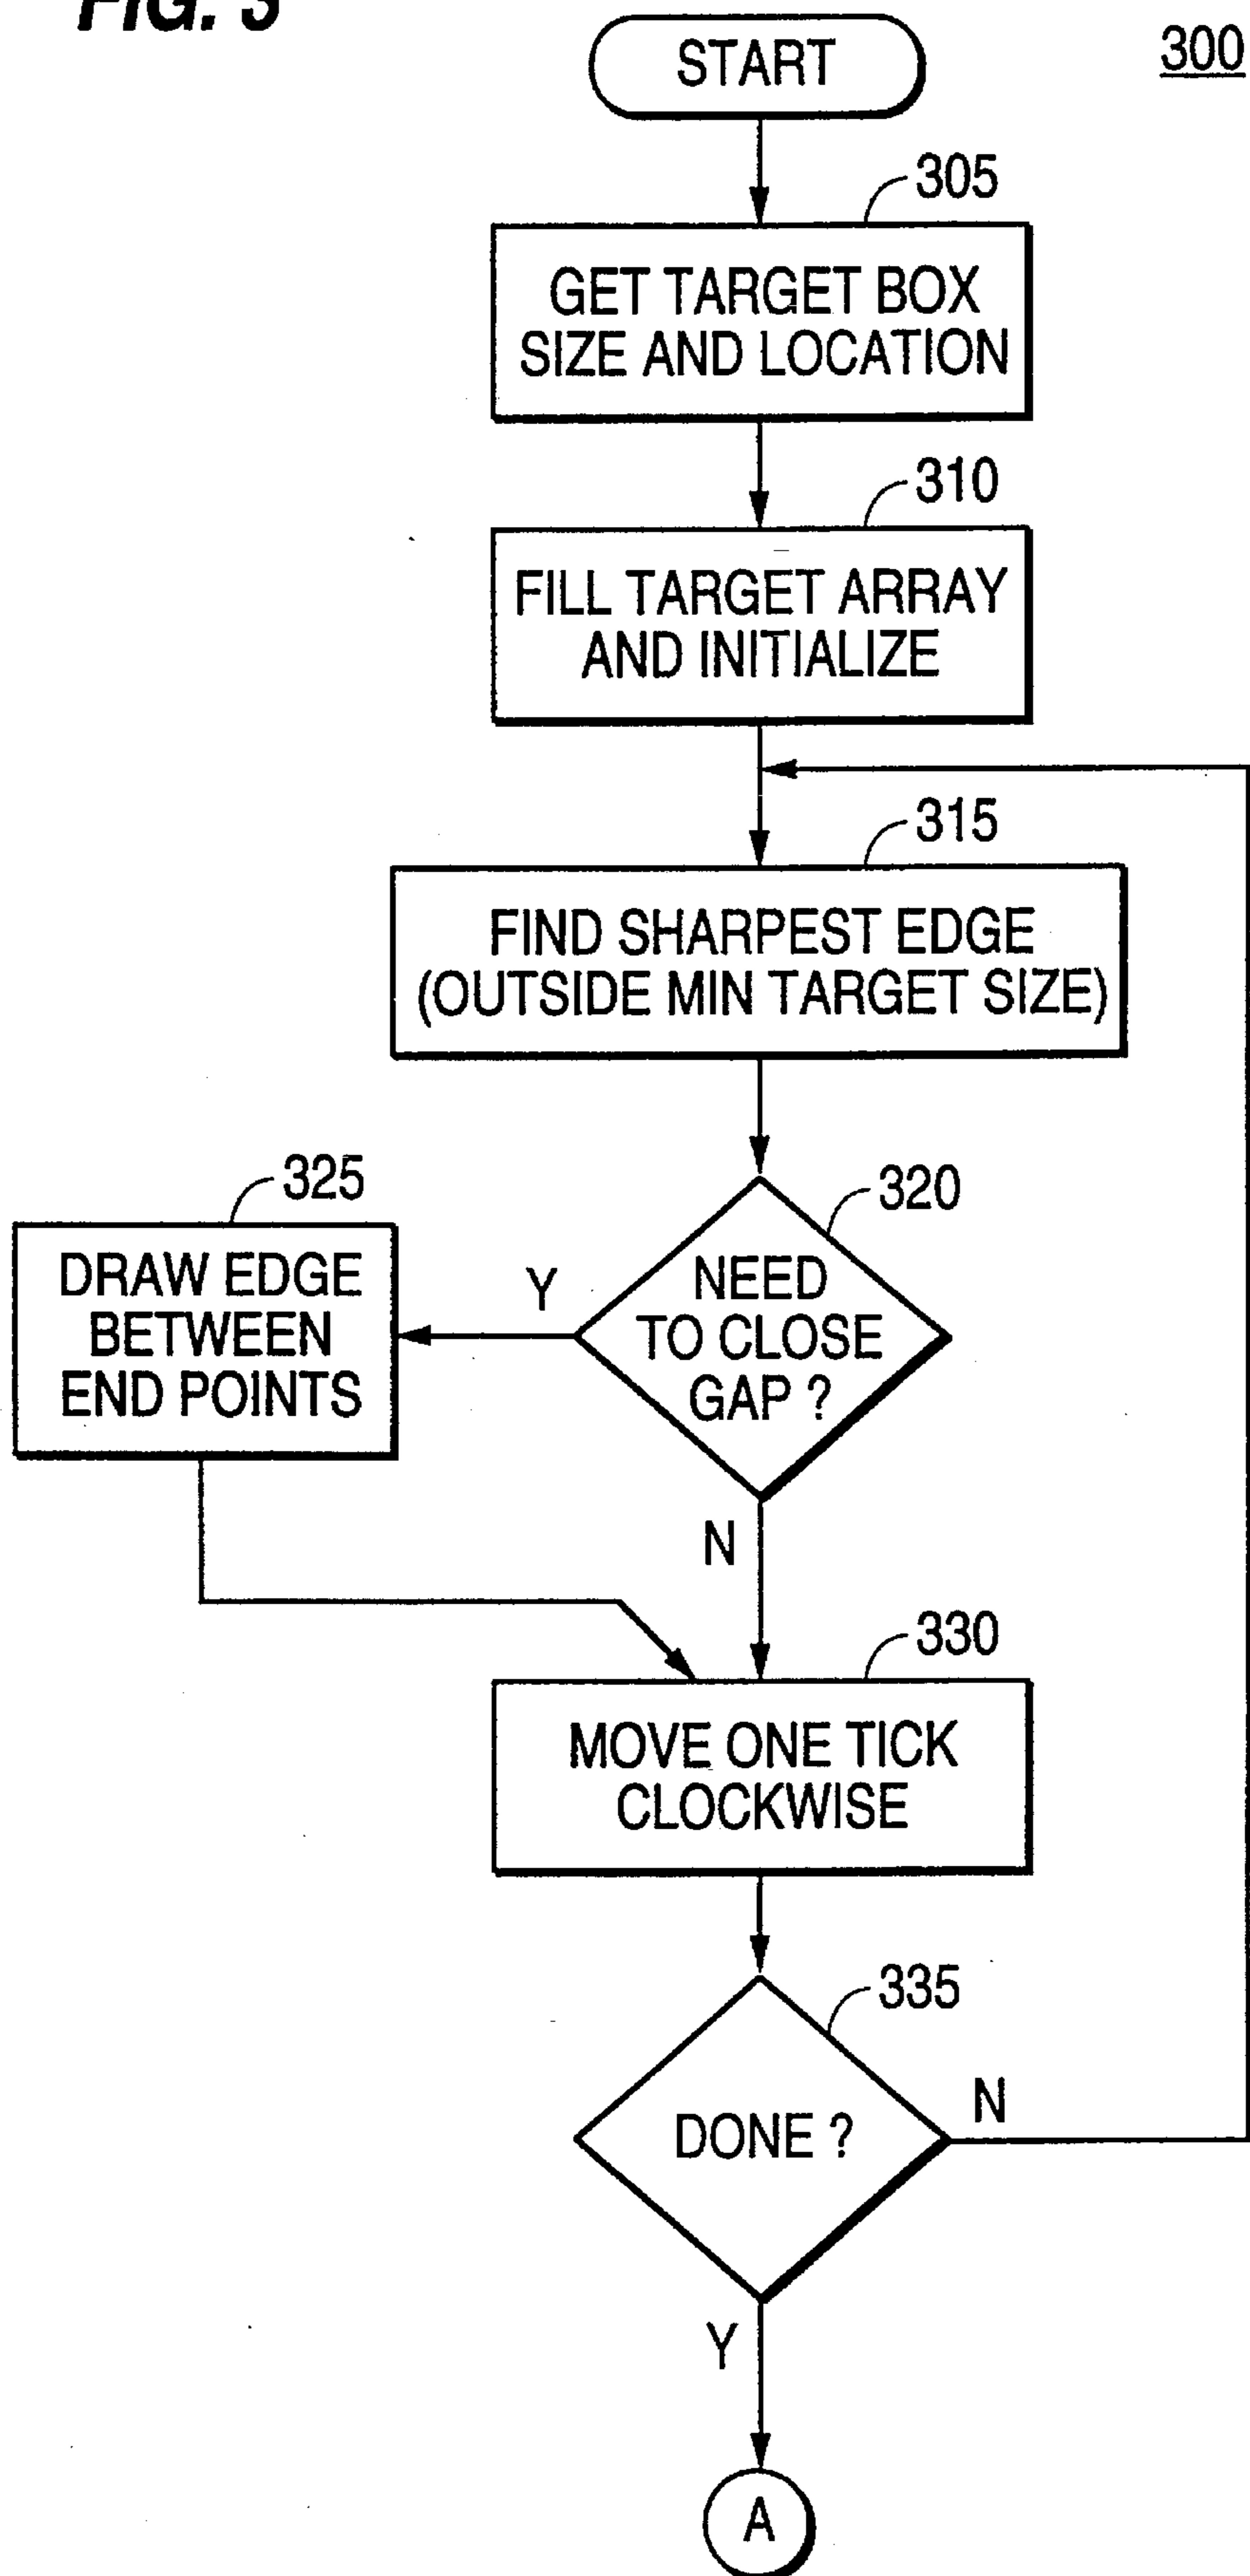 FIG. 3
300
START
305
GET TARGET BOX
SIZE AND LOCATION
310
FILL TARGET ARRAY
AND INITIALIZE
315
FIND SHARPEST EDGE
(OUTSIDE MIN TARGET SIZE)
320
NEED
TO CLOSE
GAP ?
Y
325
DRAW EDGE
BETWEEN
END POINTS
N
330
MOVE ONE TICK
CLOCKWISE
335
DONE ?
N
Y
A